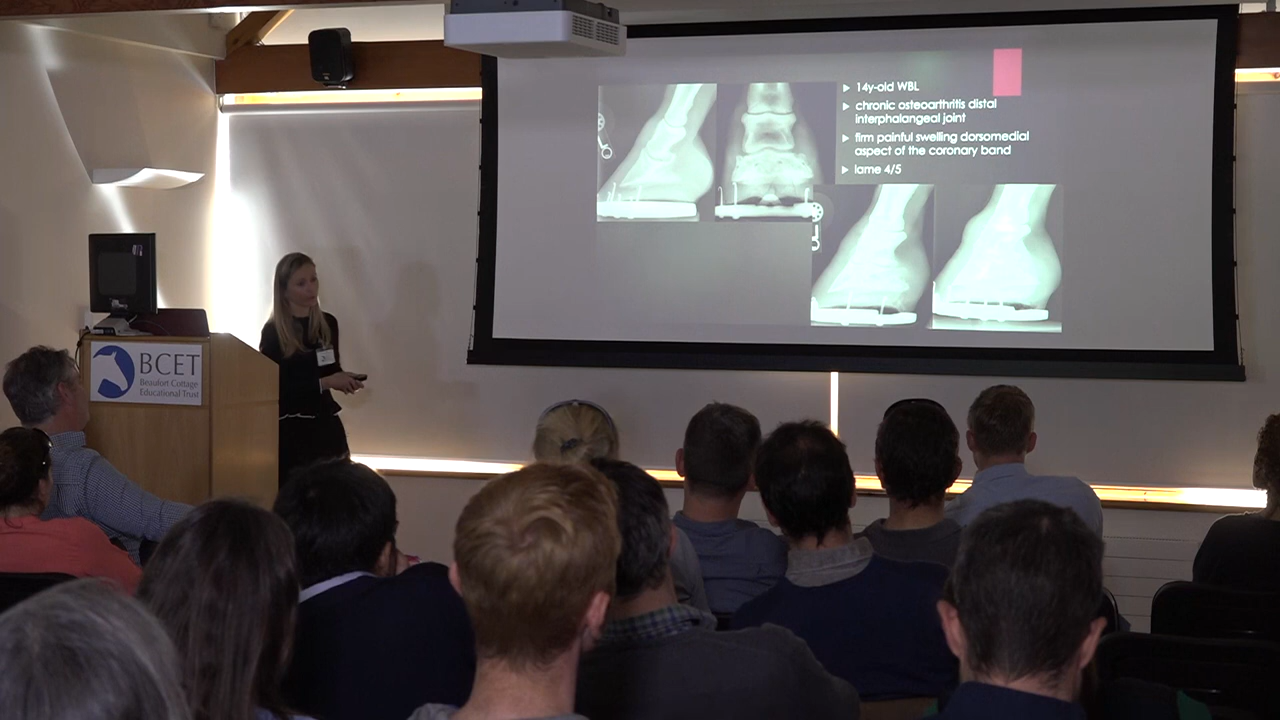 14y-old WBL
chronic osteoarthritis distal
interphalangeal joint
firm painful swelling dorsomedial
aspect of the coronary band
lame 4/5
BCET
Beaufort Cottage
Educational Trust